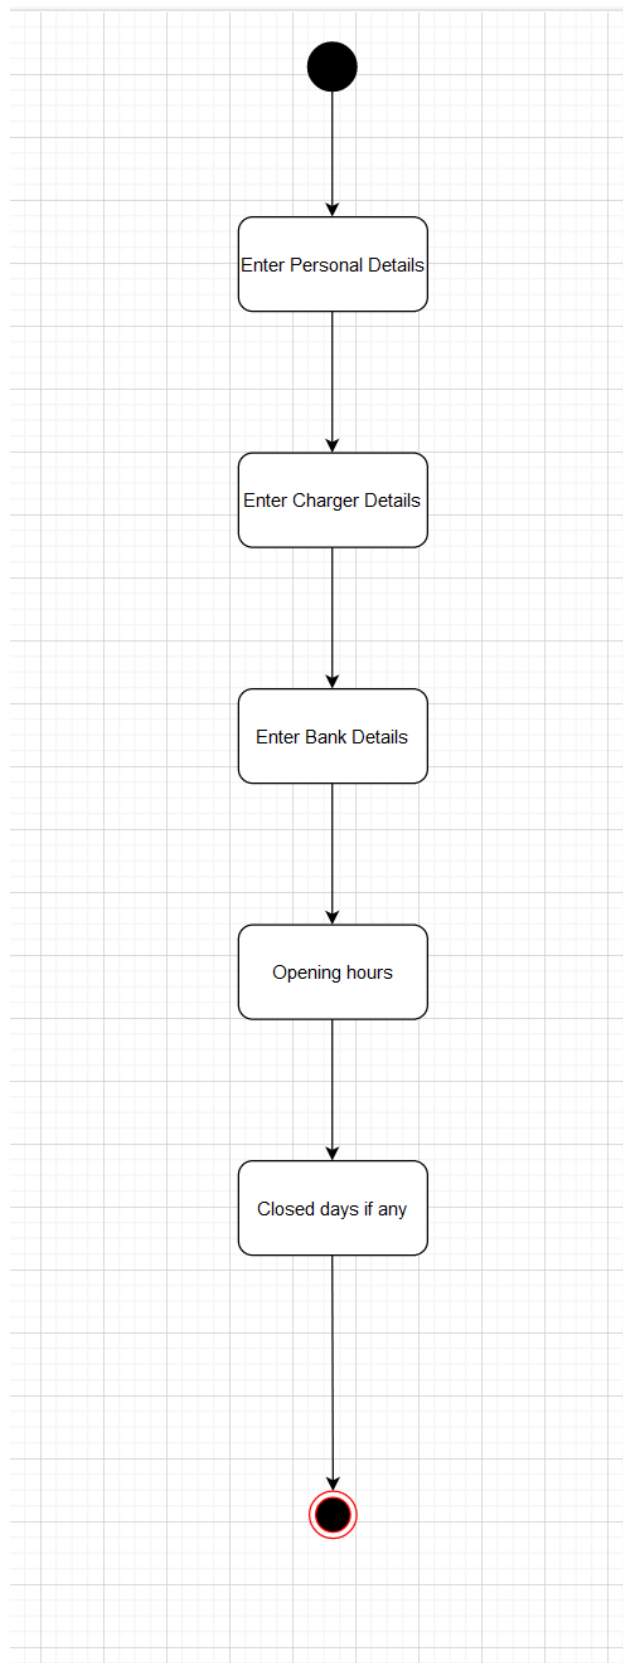 Enter Personal Details
Enter Charger Details
Enter Bank Details
Opening hours
Closed days if any